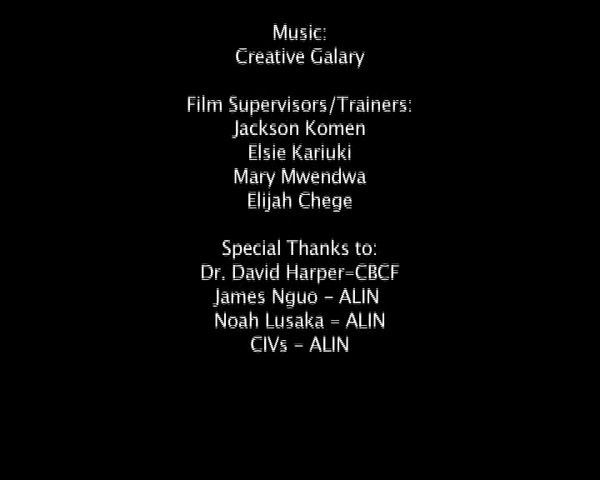 Music:
Creative Galary
Film Supervisors/Trainers:
Jackson Komen
Elsie Kariuki
Mary Mwendwa
Elijah Chege
Special Thanks to:
Dr. David Harper-CBCF
James Nguo - ALIN
Noah Lusaka - ALIN
CIVs - ALIN